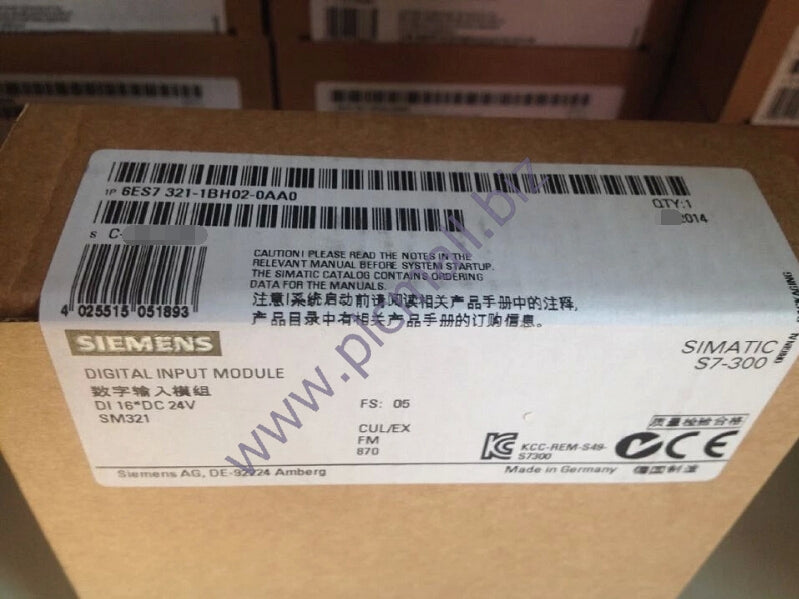 1P 6ES7 321-1BH02-0AA0
QTY:1
S C-
2014
CAUTION! PLEASE READ THE NOTES IN THE
RELEVANT MANUAL BEFORE SYSTEM STARTUP.
THE SIMATIC CATALOG CONTAINS ORDERING
DATA FOR THE MANUALS.
注意!系统启动前请阅读相关产品手册中的注释,
产品目录中有相关产品手册的订购信息。
4 025515 051893
SIEMENS
SIMATIC
S7-300
DIGITAL INPUT MODULE
数字输入模组
DI 16*DC 24V
SM321
FS: 05
CUL/EX
FM
870
KCC-REM-S49-
S7300
质量检验合格
CE
Siemens AG, DE-92224 Amberg
Made in Germany
德国制造
www.plcmall.biz